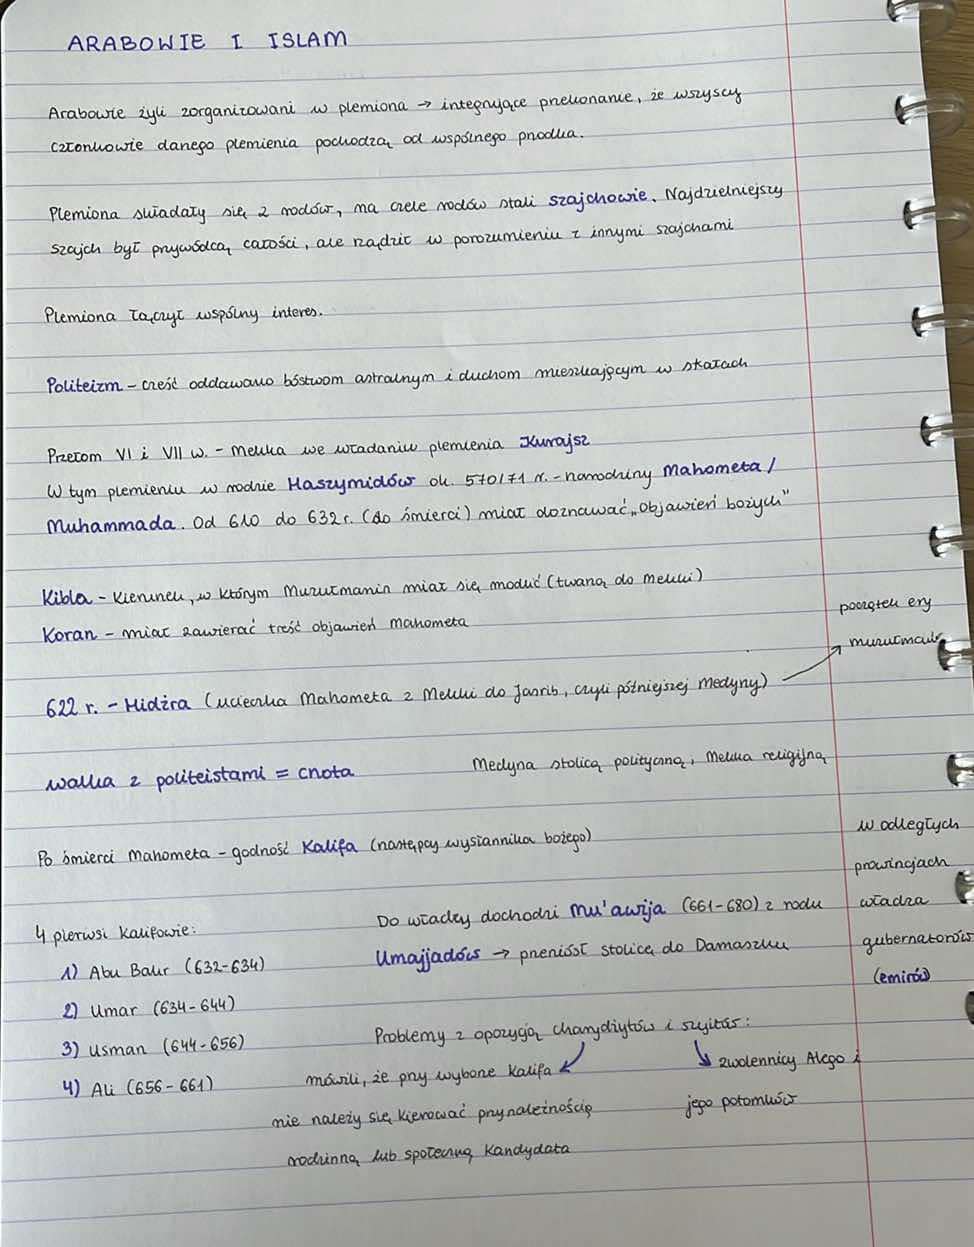 ARABOWIE I ISLAM
Arabowie żyli zorganizowani w plemiona → integrujące przekonanie, że wszyscy
członkowie danego plemienia pochodzą od wspólnego przodka.
Plemiona składały się z rodów, na czele rodów stali szajchowie. Najdzielniejszy
szajch był przywódcą całości, ale rządził w porozumieniu z innymi szajchami
Plemiona łączył wspólny interes.
Politeizm - cześć oddawano bóstwom astralnym i duchom mieszkającym w skałach
Przełom VI i VII w. - Mekka we władaniu plemienia Kurajsz
W tym plemieniu w rodzie Haszymidów ok. 570/71 r. - narodziny Mahometa/
Muhammada. Od 610 do 632 r. (do śmierci) miał doznawać „objawień bożych"
Kibla - kierunek, w którym Muzułmanin miał się modlić (twarzą do Mekki)
Koran - miał zawierać treść objawień Mahometa
początek ery
muzułmańs
622 r. - Hidżra (ucieczka Mahometa z Mekki do Jasrib, czyli późniejszej Medyny)
walka z politeistami = cnota
Medyna stolicą polityczną, Mekka religijną
Po śmierci Mahometa - godność Kalifa (następcy wysłannika bożego)
w odległych
prowincjach
władza
gubernatorów
(emirów)
4 pierwsi kalifowie:
1) Abu Bakr (632-634)
2) Umar (634-644)
3) Usman (644-656)
4) Ali (656-661)
Do władzy dochodzi Mu'awija (661-680) z rodu
Umajjadów → przeniósł stolicę do Damaszku
Problemy z opozycją charydżytów i szyitów:
mówili, że przy wyborze kalifa
nie należy się kierować przynależnością
rodzinną lub społeczną kandydata
zwolennicy Alego i
jego potomków